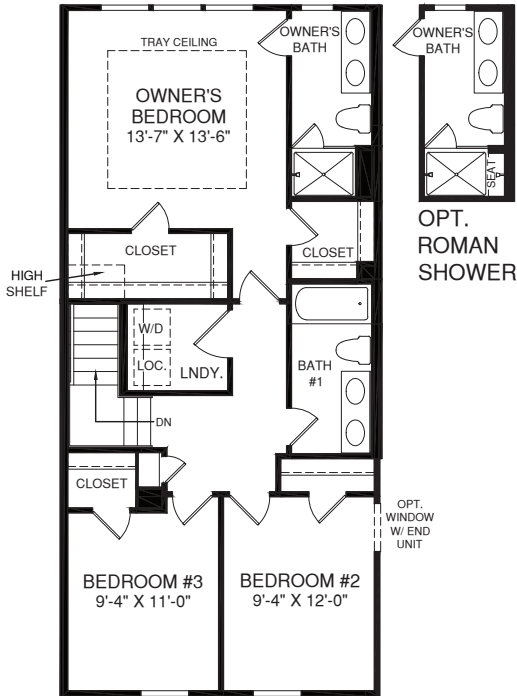 TRAY CEILING
OWNER'S
BEDROOM
13'-7" X 13'-6"
OWNER'S
BATH
OWNER'S
BATH
SEAT
OPT.
ROMAN
SHOWER
CLOSET
CLOSET
HIGH
SHELF
W/D
LOC.
LNDY.
BATH
#1
DN
CLOSET
OPT.
WINDOW
W/ END
UNIT
BEDROOM #3
9'-4" X 11'-0"
BEDROOM #2
9'-4" X 12'-0"